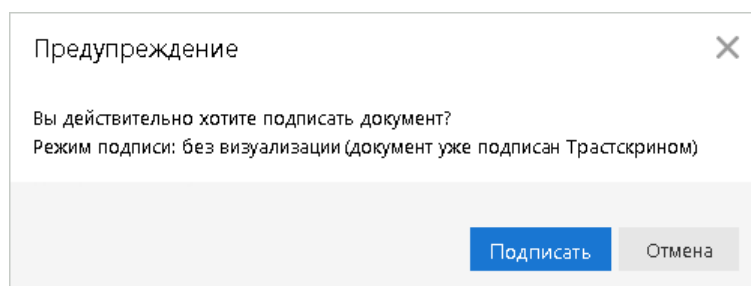 Предупреждение
Вы действительно хотите подписать документ?
Режим подписи: без визуализации (документ уже подписан Трастскрином)
Подписать
Отмена